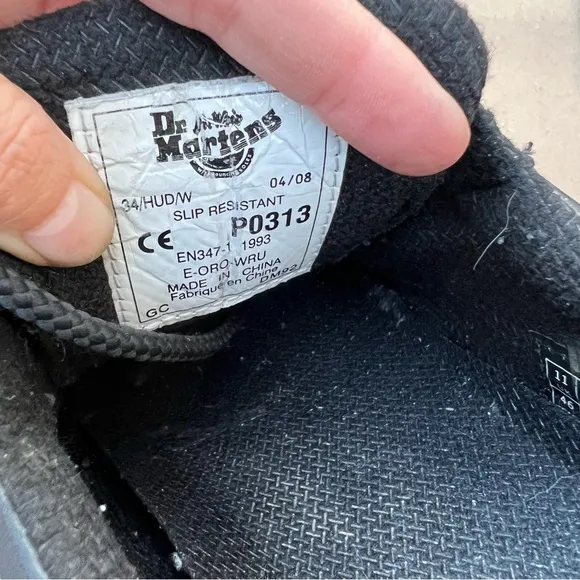 Dr.
Martens
34/HUD/W 04/08
SLIP RESISTANT
CE P0313
EN347-1 1993
E-ORO-WRU
MADE IN CHINA
Fabriqué en Chine
GC DM92
11
46